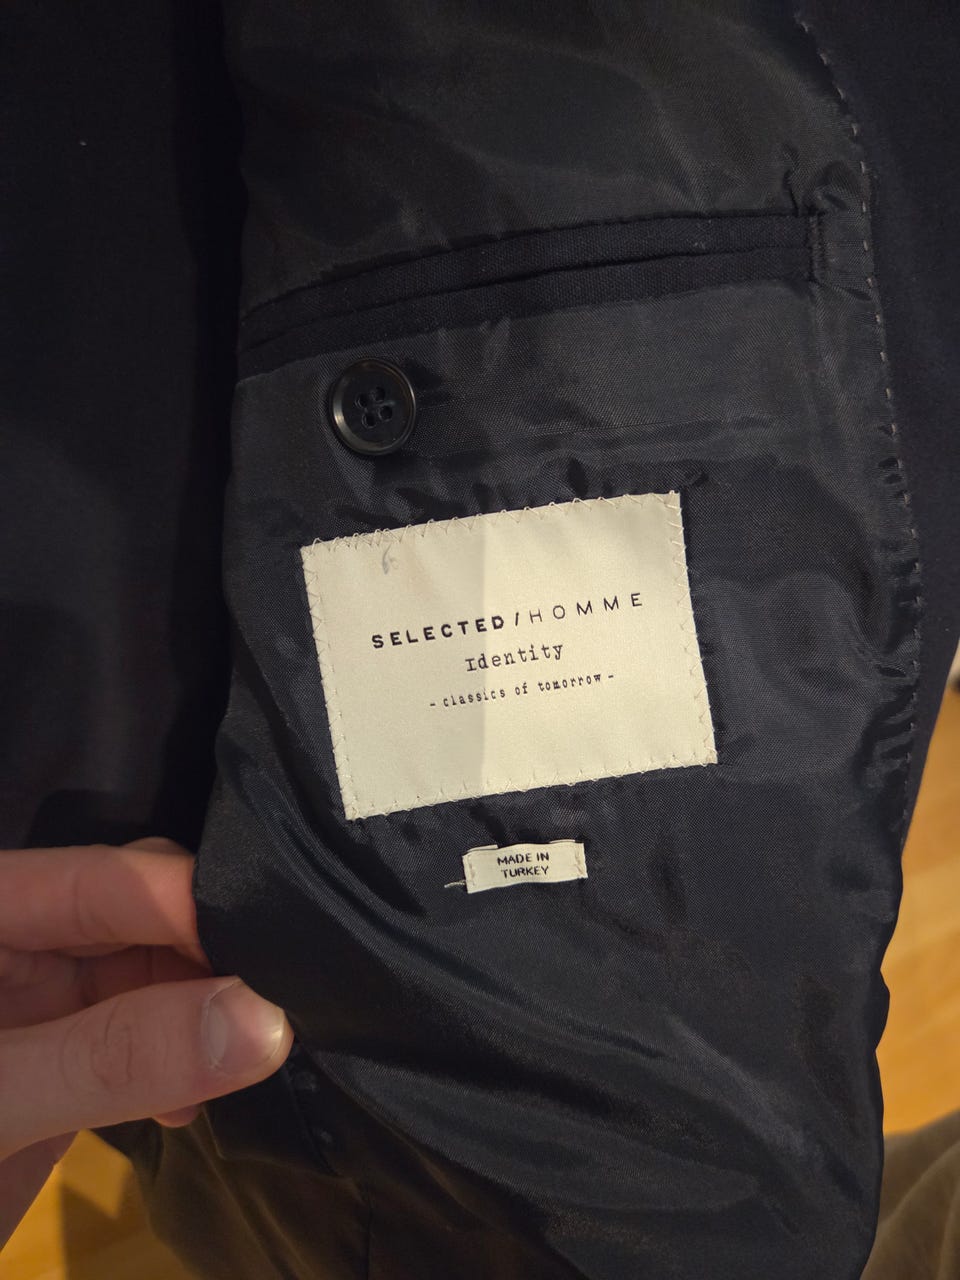 SELECTED/HOMME
Identity
- classics of tomorrow -
MADE IN
TURKEY